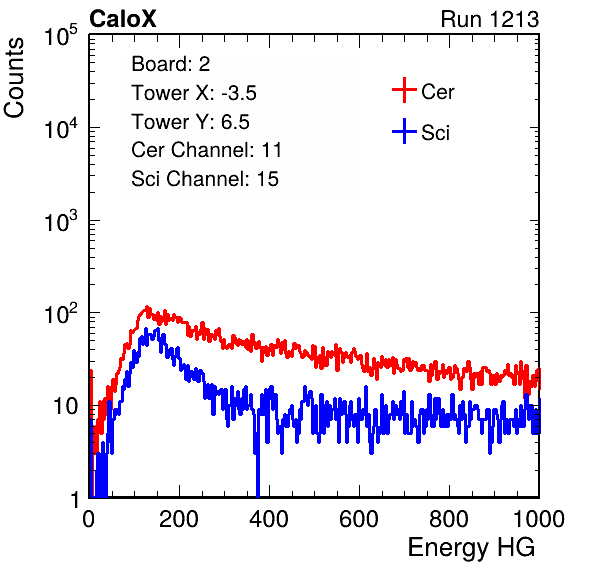 CaloX Run 1213
Counts
10^5
10^4
10^3
10^2
10
1
Board: 2
Tower X: -3.5
Tower Y: 6.5
Cer Channel: 11
Sci Channel: 15
Cer
Sci
0 200 400 600 800 1000
Energy HG